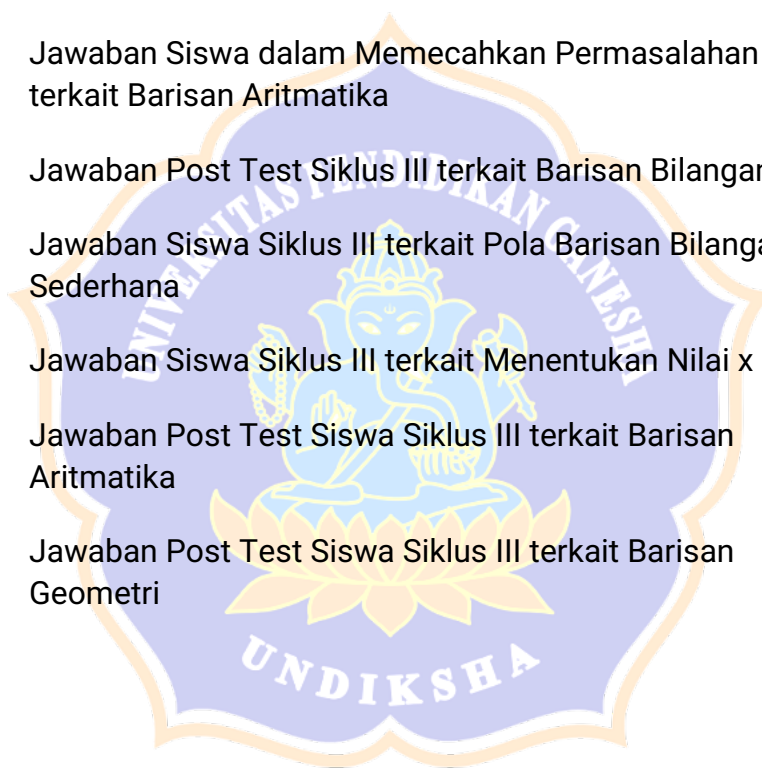 Jawaban Siswa dalam Memecahkan Permasalahan
terkait Barisan Aritmatika
Jawaban Post Test Siklus III terkait Barisan Bilangan
Jawaban Siswa Siklus III terkait Pola Barisan Bilanga
Sederhana
Jawaban Siswa Siklus III terkait Menentukan Nilai x
Jawaban Post Test Siswa Siklus III terkait Barisan
Aritmatika
Jawaban Post Test Siswa Siklus III terkait Barisan
Geometri
UNIVERSITAS PENDIDIKAN GANESHA
UNDIKSHA